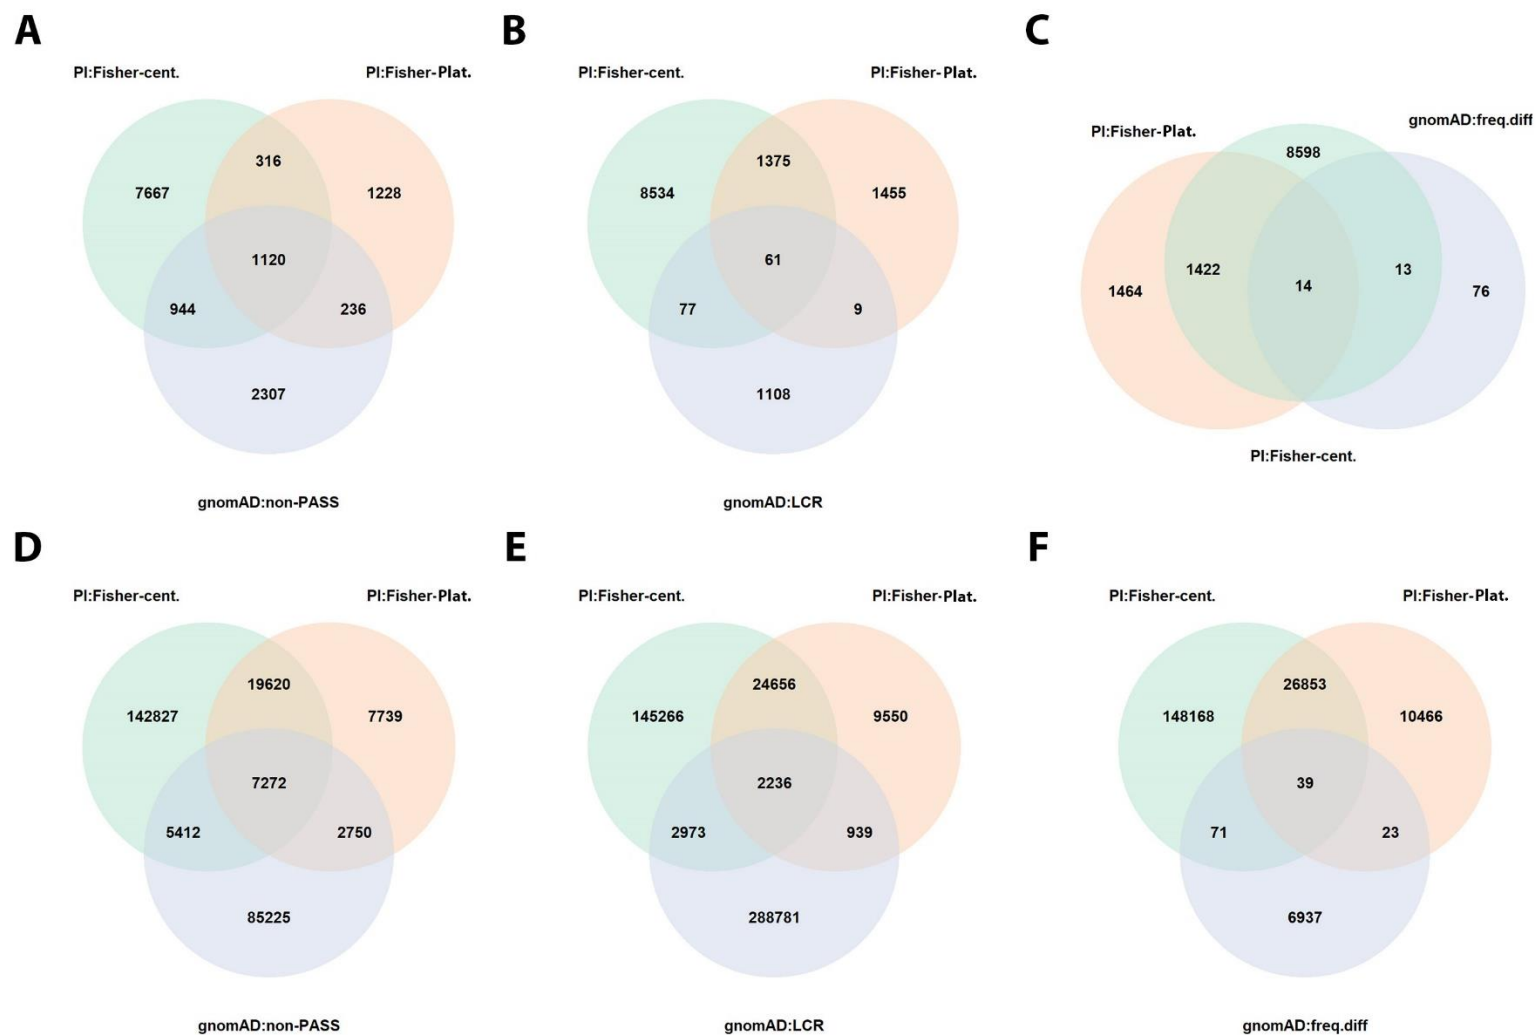 A
B
C
PI:Fisher-cent.
PI:Fisher-Plat.
316
7667
1228
1120
944
236
2307
gnomAD:non-PASS
PI:Fisher-cent.
PI:Fisher-Plat.
1375
8534
1455
61
77
9
1108
gnomAD:LCR
PI:Fisher-Plat.
gnomAD:freq.diff
8598
1422
13
14
1464
76
PI:Fisher-cent.
D
E
F
PI:Fisher-cent.
PI:Fisher-Plat.
19620
142827
7739
7272
5412
2750
85225
gnomAD:non-PASS
PI:Fisher-cent.
PI:Fisher-Plat.
24656
145266
9550
2236
2973
939
288781
gnomAD:LCR
PI:Fisher-cent.
PI:Fisher-Plat.
26853
148168
10466
39
71
23
6937
gnomAD:freq.diff